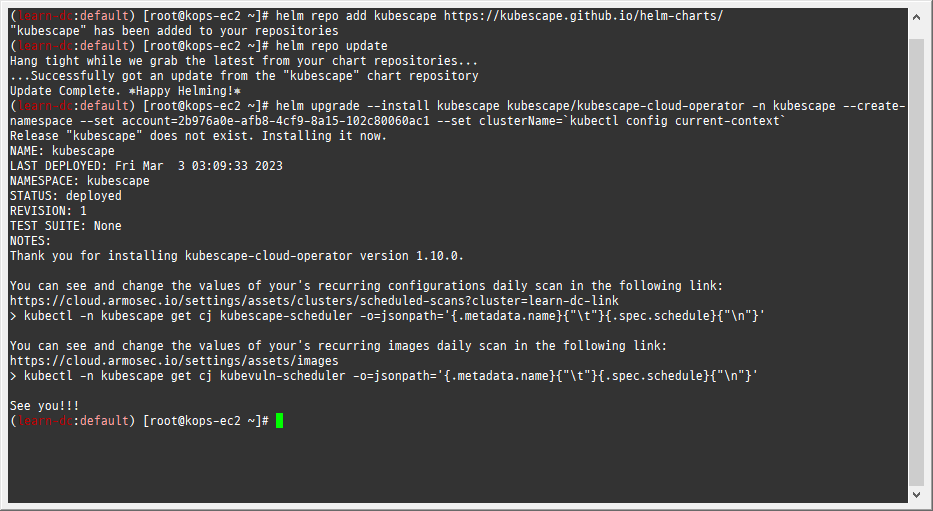 (learn-dc:default) [root@kops-ec2 ~]# helm repo add kubescape https://kubescape.github.io/helm-charts/
"kubescape" has been added to your repositories
(learn-dc:default) [root@kops-ec2 ~]# helm repo update
Hang tight while we grab the latest from your chart repositories...
...Successfully got an update from the "kubescape" chart repository
Update Complete. ⎈Happy Helming!⎈
(learn-dc:default) [root@kops-ec2 ~]# helm upgrade --install kubescape kubescape/kubescape-cloud-operator -n kubescape --create-
namespace --set account=2b976a0e-afb8-4cf9-8a15-102c80060ac1 --set clusterName=`kubectl config current-context`
Release "kubescape" does not exist. Installing it now.
NAME: kubescape
LAST DEPLOYED: Fri Mar  3 03:09:33 2023
NAMESPACE: kubescape
STATUS: deployed
REVISION: 1
TEST SUITE: None
NOTES:
Thank you for installing kubescape-cloud-operator version 1.10.0.

You can see and change the values of your's recurring configurations daily scan in the following link:
https://cloud.armosec.io/settings/assets/clusters/scheduled-scans?cluster=learn-dc-link
> kubectl -n kubescape get cj kubescape-scheduler -o=jsonpath='{.metadata.name}{"\t"}{.spec.schedule}{"\n"}'

You can see and change the values of your's recurring images daily scan in the following link:
https://cloud.armosec.io/settings/assets/images
> kubectl -n kubescape get cj kubevuln-scheduler -o=jsonpath='{.metadata.name}{"\t"}{.spec.schedule}{"\n"}'

See you!!!
(learn-dc:default) [root@kops-ec2 ~]#